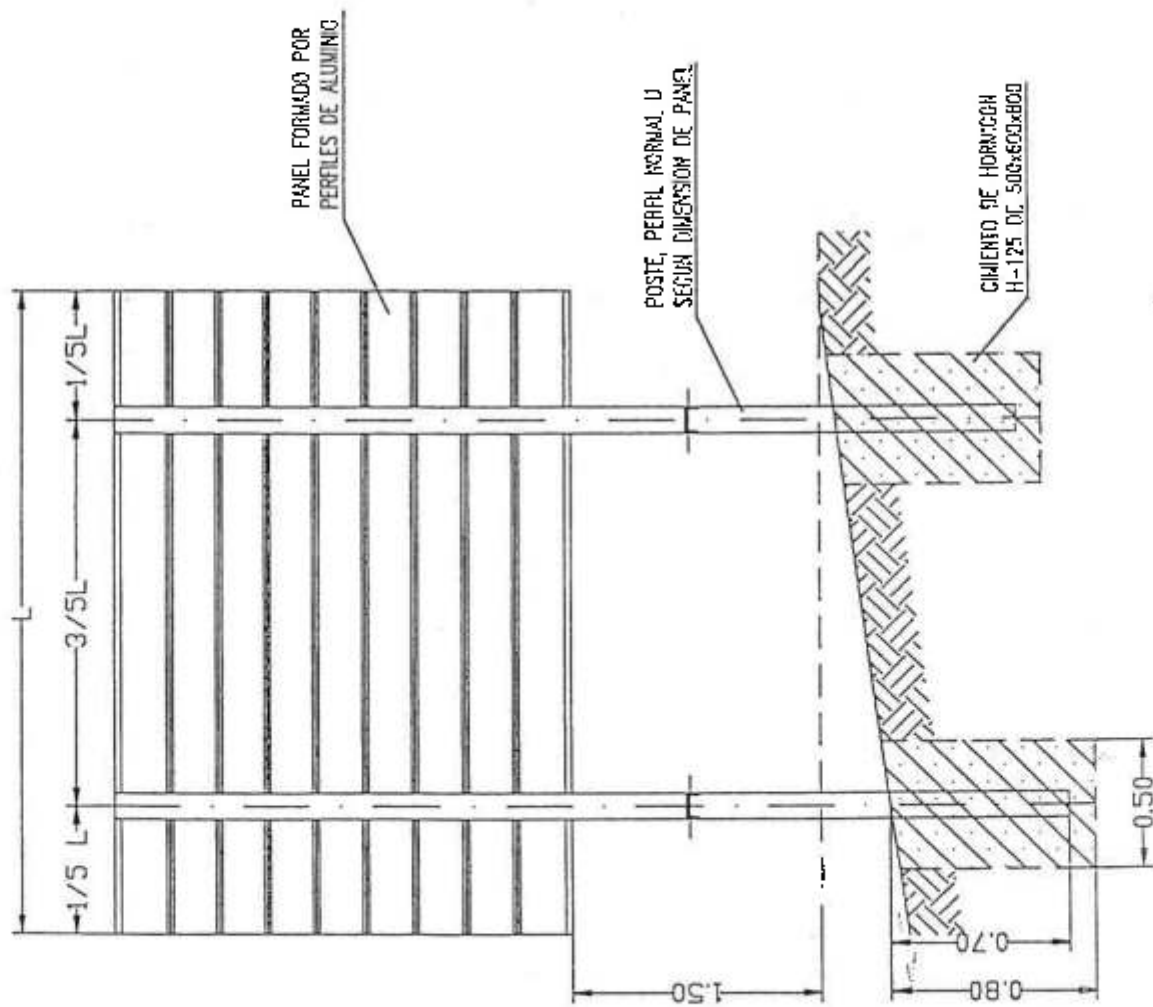 L
1/5 L
3/5L
1/5L
PANEL FORMADO POR
PERFILES DE ALUMINIO
POSTE, PERFIL NORMAL U
SEGUN DIMENSION DE PANEL
CIMIENTO DE HORMIGON
H-125 DE 500x600x800
1.50
0.70
0.80
0.50